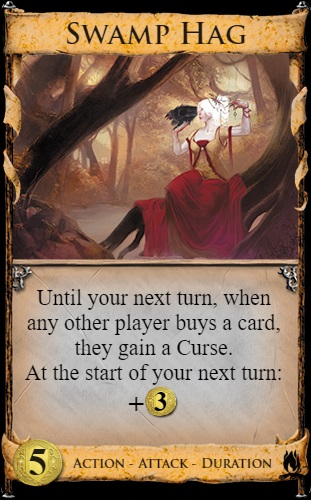 SWAMP HAG
Until your next turn, when
any other player buys a card,
they gain a Curse.
At the start of your next turn:
+3
5 ACTION - ATTACK - DURATION